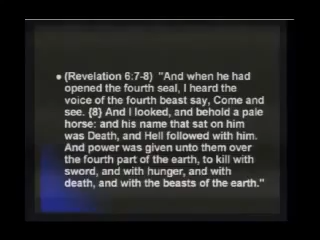 • (Revelation 6:7-8) "And when he had
opened the fourth seal, I heard the
voice of the fourth beast say, Come and
see. {8} And I looked, and behold a pale
horse: and his name that sat on him
was Death, and Hell followed with him.
And power was given unto them over
the fourth part of the earth, to kill with
sword, and with hunger, and with
death, and with the beasts of the earth."